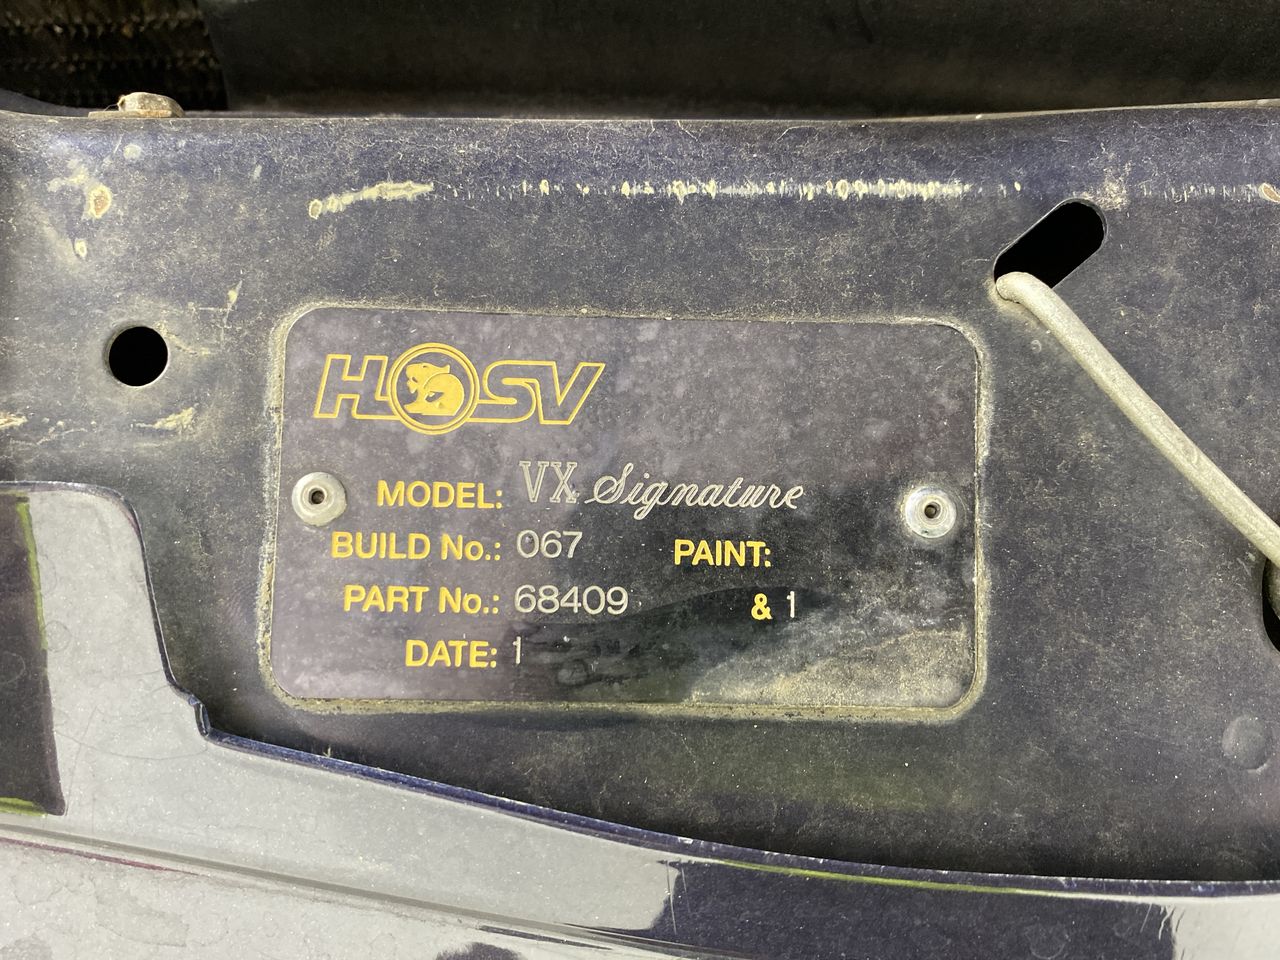 HSV
MODEL: VX Signature
BUILD No.: 067 PAINT:
PART No.: 68409 & 1
DATE: 1